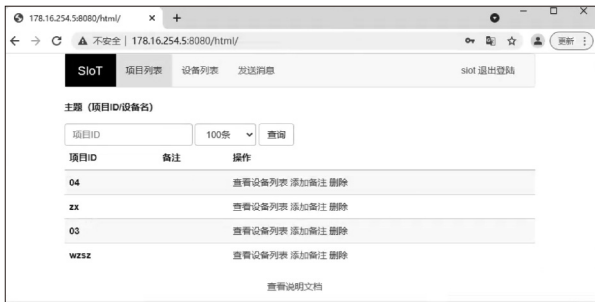 178.16.254.5:8080/html/
不安全 | 178.16.254.5:8080/html/ 更新
SIoT 项目列表 设备列表 发送消息 siot 退出登陆
主题（项目ID/设备名）
项目ID 100条 查询
项目ID 备注 操作
04 查看设备列表 添加备注 删除
zx 查看设备列表 添加备注 删除
03 查看设备列表 添加备注 删除
wzsz 查看设备列表 添加备注 删除
查看说明文档